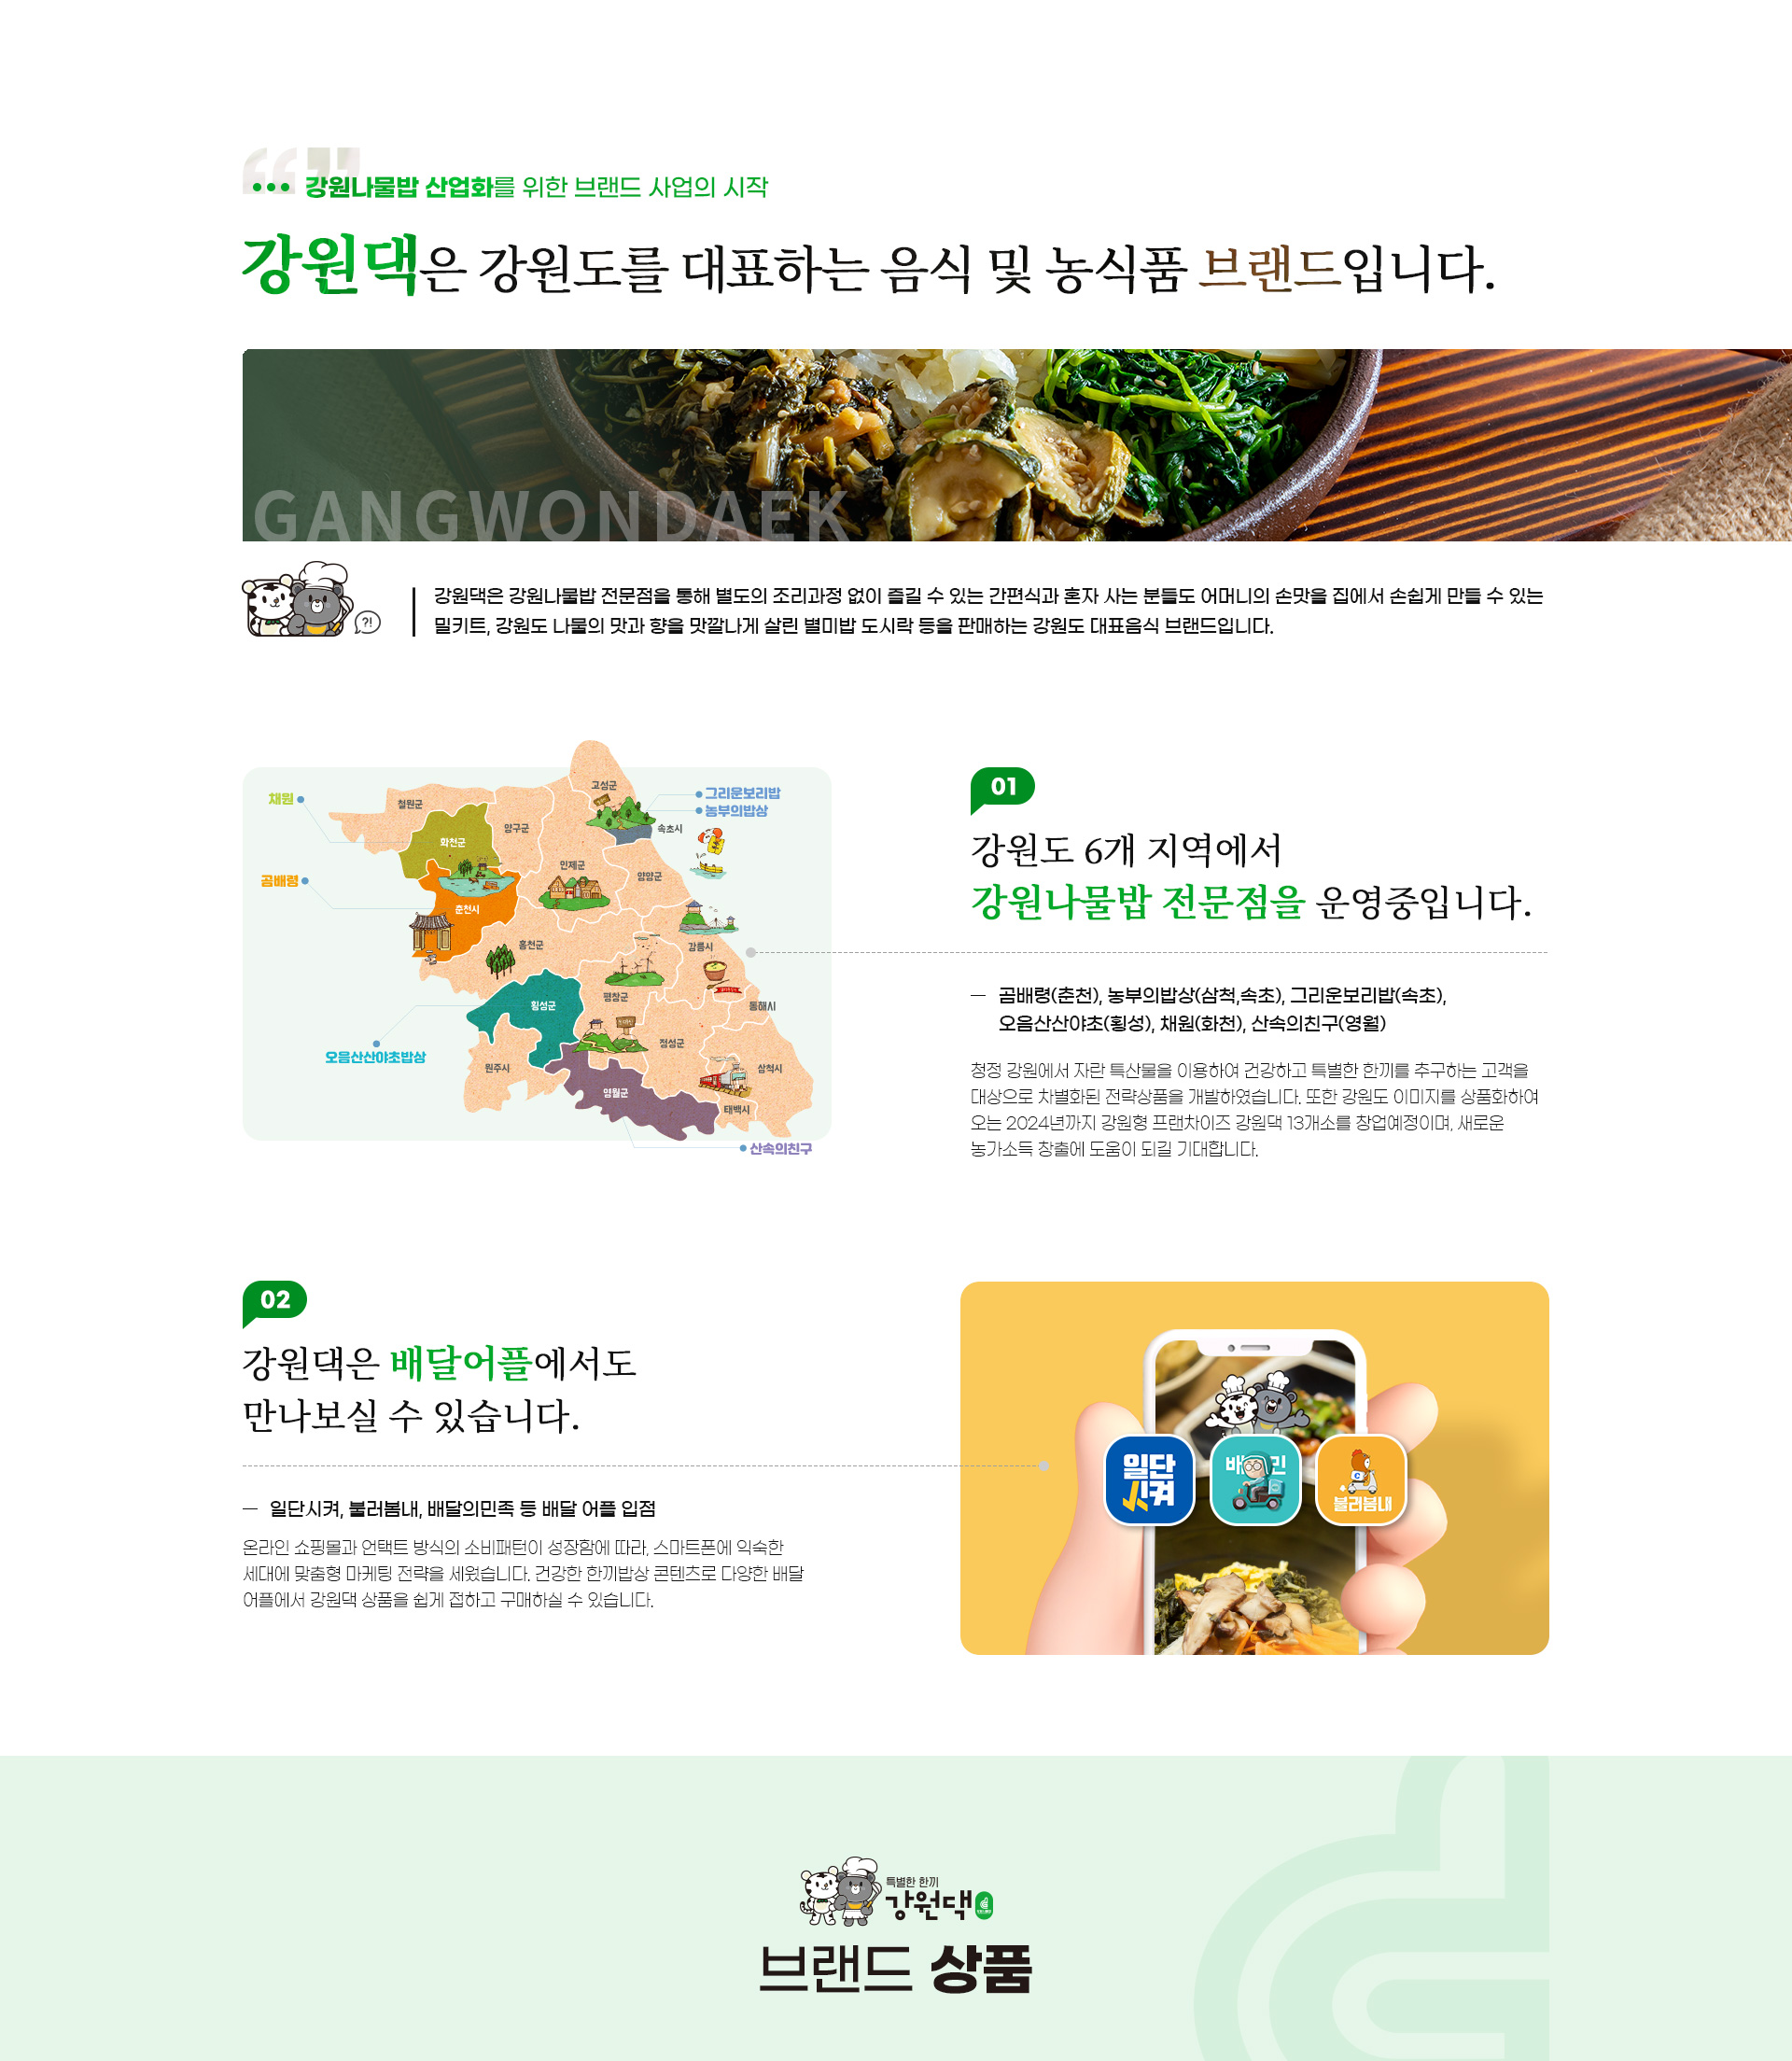 강원나물밥 산업화를 위한 브랜드 사업의 시작
강원댁은 강원도를 대표하는 음식 및 농식품 브랜드입니다.
GANGWONDAEK
?!
강원댁은 강원나물밥 전문점을 통해 별도의 조리과정 없이 즐길 수 있는 간편식과 혼자 사는 분들도 어머니의 손맛을 집에서 손쉽게 만들 수 있는
밀키트, 강원도 나물의 맛과 향을 맛깔나게 살린 별미밥 도시락 등을 판매하는 강원도 대표음식 브랜드입니다.
고성군
그리운보리밥
채원
철원군
농부의밥상
양구군
속초시
화천군
인제군
양양군
곰배령
춘천시
홍천군
강릉시
평창군
횡성군
동해시
정선군
오음산산야초밥상
원주시
삼척시
영월군
태백시
산속의친구
01
강원도 6개 지역에서
강원나물밥 전문점을 운영중입니다.
곰배령(춘천), 농부의밥상(삼척,속초), 그리운보리밥(속초),
오음산산야초(횡성), 채원(화천), 산속의친구(영월)
청정 강원에서 자란 특산물을 이용하여 건강하고 특별한 한끼를 추구하는 고객을
대상으로 차별화된 전략상품을 개발하였습니다. 또한 강원도 이미지를 상품화하여
오는 2024년까지 강원형 프랜차이즈 강원댁 13개소를 창업예정이며, 새로운
농가소득 창출에 도움이 되길 기대합니다.
02
강원댁은 배달어플에서도
만나보실 수 있습니다.
일단시켜, 불러봄내, 배달의민족 등 배달 어플 입점
온라인 쇼핑몰과 언택트 방식의 소비패턴이 성장함에 따라, 스마트폰에 익숙한
세대에 맞춤형 마케팅 전략을 세웠습니다. 건강한 한끼밥상 콘텐츠로 다양한 배달
어플에서 강원댁 상품을 쉽게 접하고 구매하실 수 있습니다.
일단
시켜
배 민
C
불러봄내
특별한 한끼
강원댁
브랜드 상품